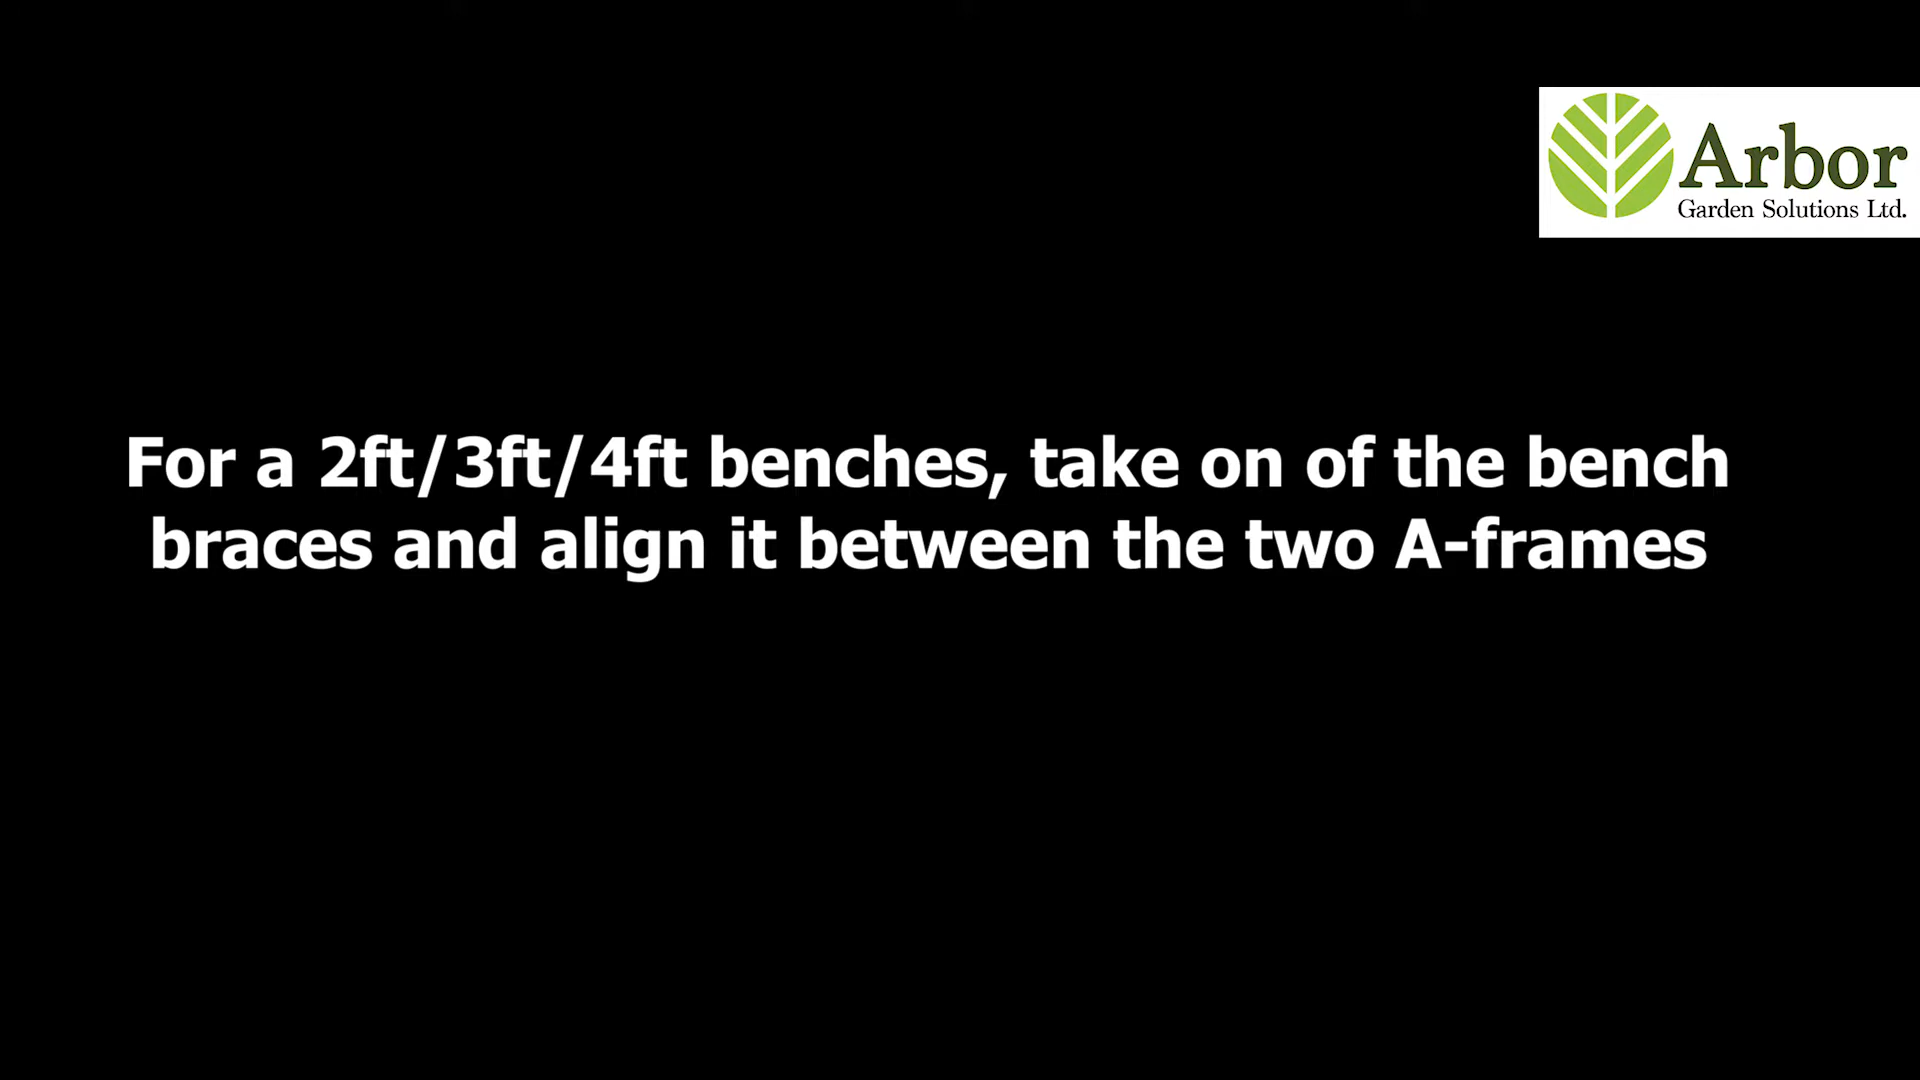 Arbor
Garden Solutions Ltd.
For a 2ft/3ft/4ft benches, take on of the bench
braces and align it between the two A-frames